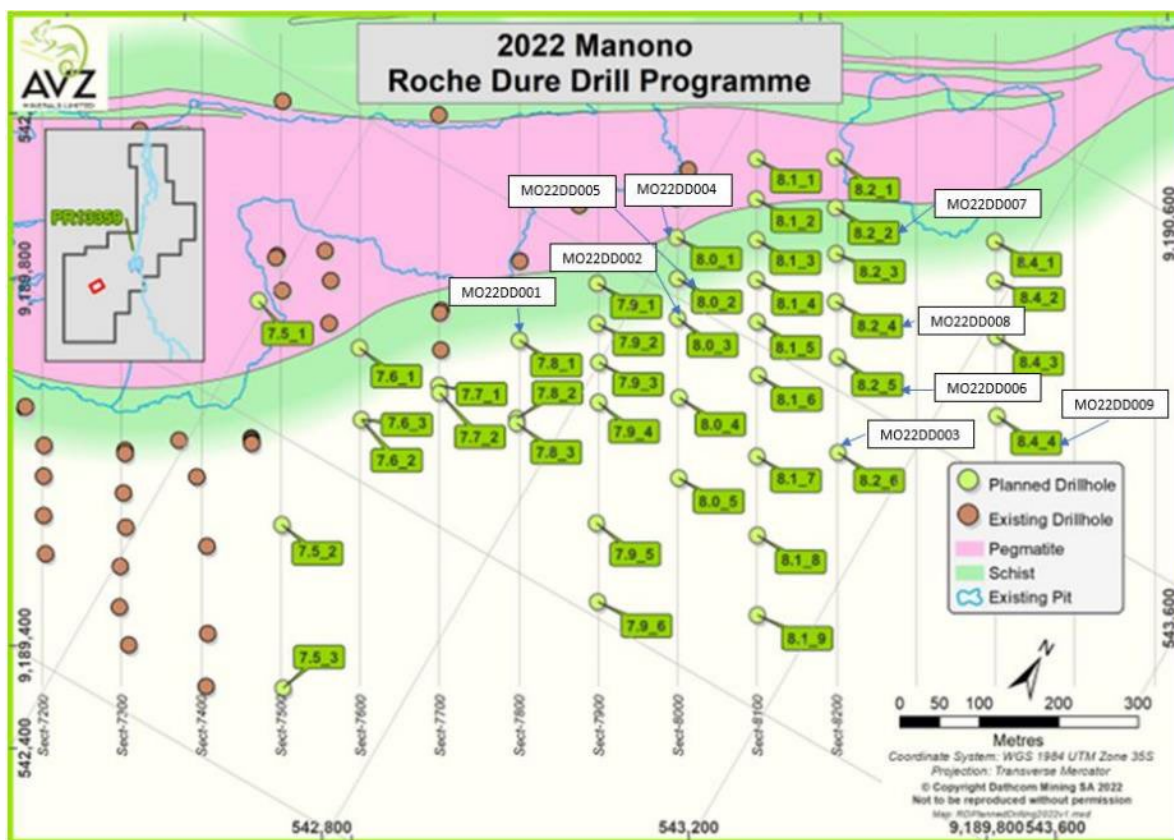 2022 Manono
Roche Dure Drill Programme
AVZ
MINERALS LIMITED
542,
PR13359
9,189,800
9,190,600
MO22DD005
MO22DD004
MO22DD007
MO22DD002
MO22DD001
MO22DD008
MO22DD006
MO22DD003
MO22DD009
8.1_1
8.2_1
8.1_2
8.2_2
8.0_1
8.1_3
8.2_3
8.4_1
7.5_1
7.9_1
8.0_2
8.1_4
8.4_2
7.9_2
8.0_3
8.1_5
8.2_4
8.4_3
7.6_1
7.8_1
7.9_3
8.2_5
7.7_1
7.8_2
8.1_6
7.6_3
7.7_2
7.9_4
8.0_4
8.4_4
7.6_2
7.8_3
8.1_7
8.2_6
8.0_5
7.5_2
7.9_5
8.1_8
7.9_6
8.1_9
7.5_3
Planned Drillhole
Existing Drillhole
Pegmatite
Schist
Existing Pit
9,189,400
543,600
542,400
Sect-7200
Sect-7300
Sect-7400
Sect-7500
Sect-7600
Sect-7700
Sect-7800
Sect-7900
Sect-8000
Sect-8100
Sect-8200
N
0 50 100 200 300
Metres
Coordinate System: WGS 1984 UTM Zone 35S
Projection: Transverse Mercator
© Copyright Dathcom Mining SA 2022
Not to be reproduced without permission
Map: RDPlannedDrilling2022v1.mxd
542,800
543,200
9,189,800
543,600